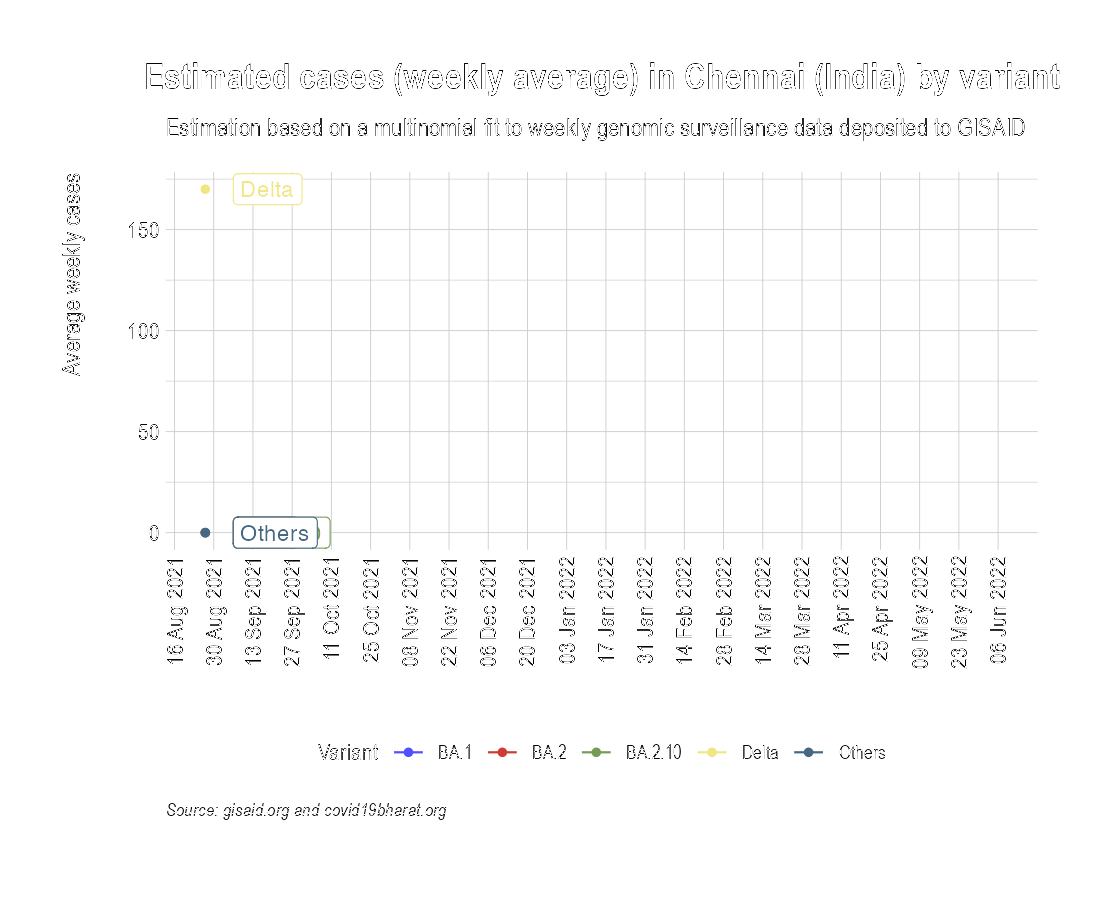 Estimated cases (weekly average) in Chennai (India) by variant
Estimation based on a multinomial fit to weekly genomic surveillance data deposited to GISAID
Average weekly cases
150
100
50
0
Delta
Others
16 Aug 2021
30 Aug 2021
13 Sep 2021
27 Sep 2021
11 Oct 2021
25 Oct 2021
08 Nov 2021
22 Nov 2021
06 Dec 2021
20 Dec 2021
03 Jan 2022
17 Jan 2022
31 Jan 2022
14 Feb 2022
28 Feb 2022
14 Mar 2022
28 Mar 2022
11 Apr 2022
25 Apr 2022
09 May 2022
23 May 2022
06 Jun 2022
Variant BA.1 BA.2 BA.2.10 Delta Others
Source: gisaid.org and covid19bharat.org